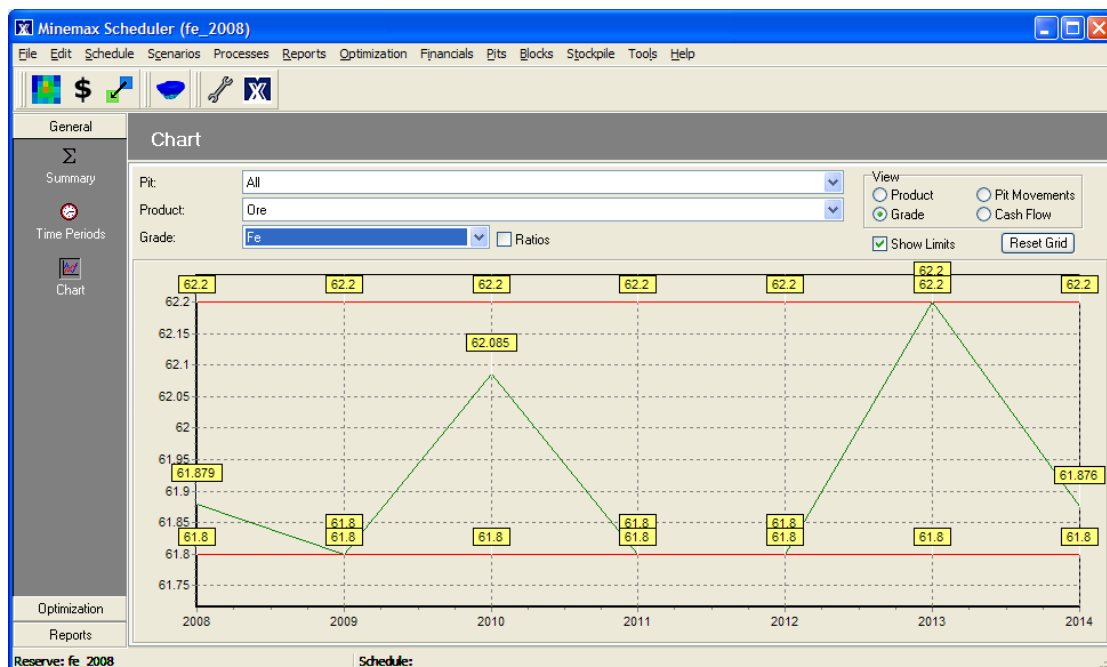 Minemax Scheduler (fe_2008)
File Edit Schedule Scenarios Processes Reports Optimization Financials Pits Blocks Stockpile Tools Help
$ X
General
Σ
Summary
Time Periods
Chart
Optimization
Reports
Chart
Pit: All
Product: Ore
Grade: Fe Ratios
View
Product Pit Movements
Grade Cash Flow
Show Limits Reset Grid
62.2
62.2 62.2 62.2 62.2 62.2 62.2 62.2
62.2
62.15
62.085
62.1
62.05
62
61.95
61.879 61.876
61.9
61.8 61.8 61.8
61.85
61.8 61.8 61.8 61.8 61.8 61.8 61.8
61.8
61.75
2008 2009 2010 2011 2012 2013 2014
Reserve: fe_2008 Schedule: